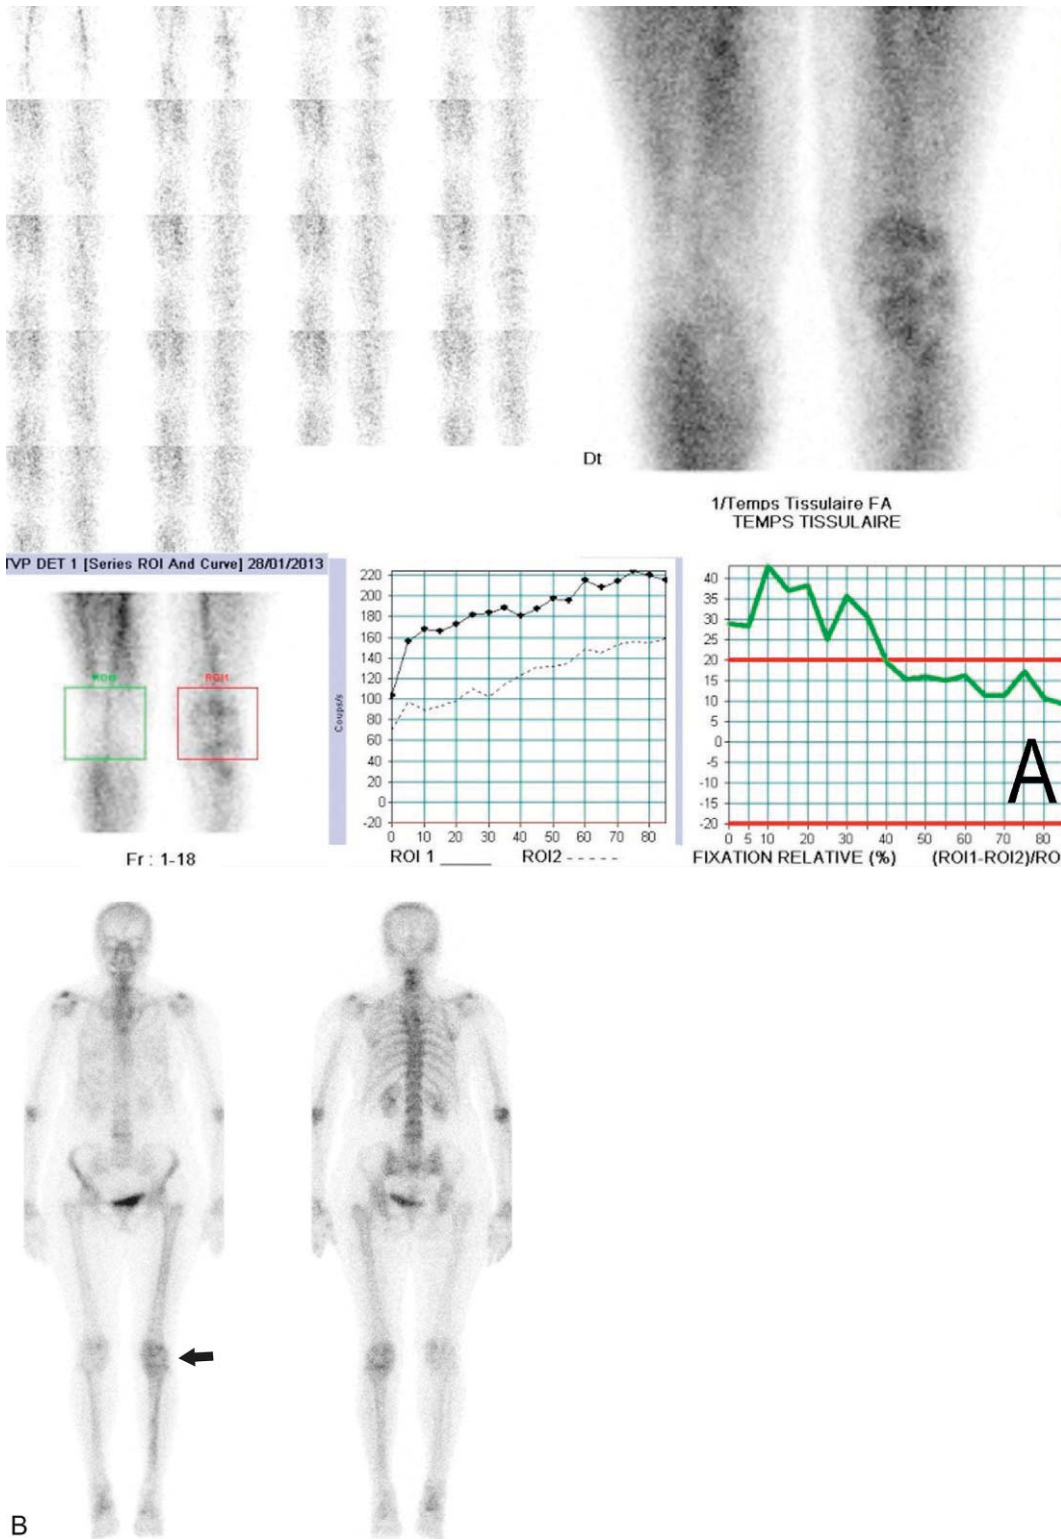 Dt
1/Temps Tissulaire FA
TEMPS TISSULAIRE
TVP DET 1 [Series ROI And Curve] 28/01/2013
ROI1
Fr : 1-18
Coups/s
220
200
180
160
140
120
100
80
60
40
20
0
-20
0 10 20 30 40 50 60 70 80
ROI 1 ROI2
40
35
30
25
20
15
10
5
0
-5
-10
-15
-20
0 5 10 20 30 40 50 60 70 80
FIXATION RELATIVE (%) (ROI1-ROI2)/RO
A
B